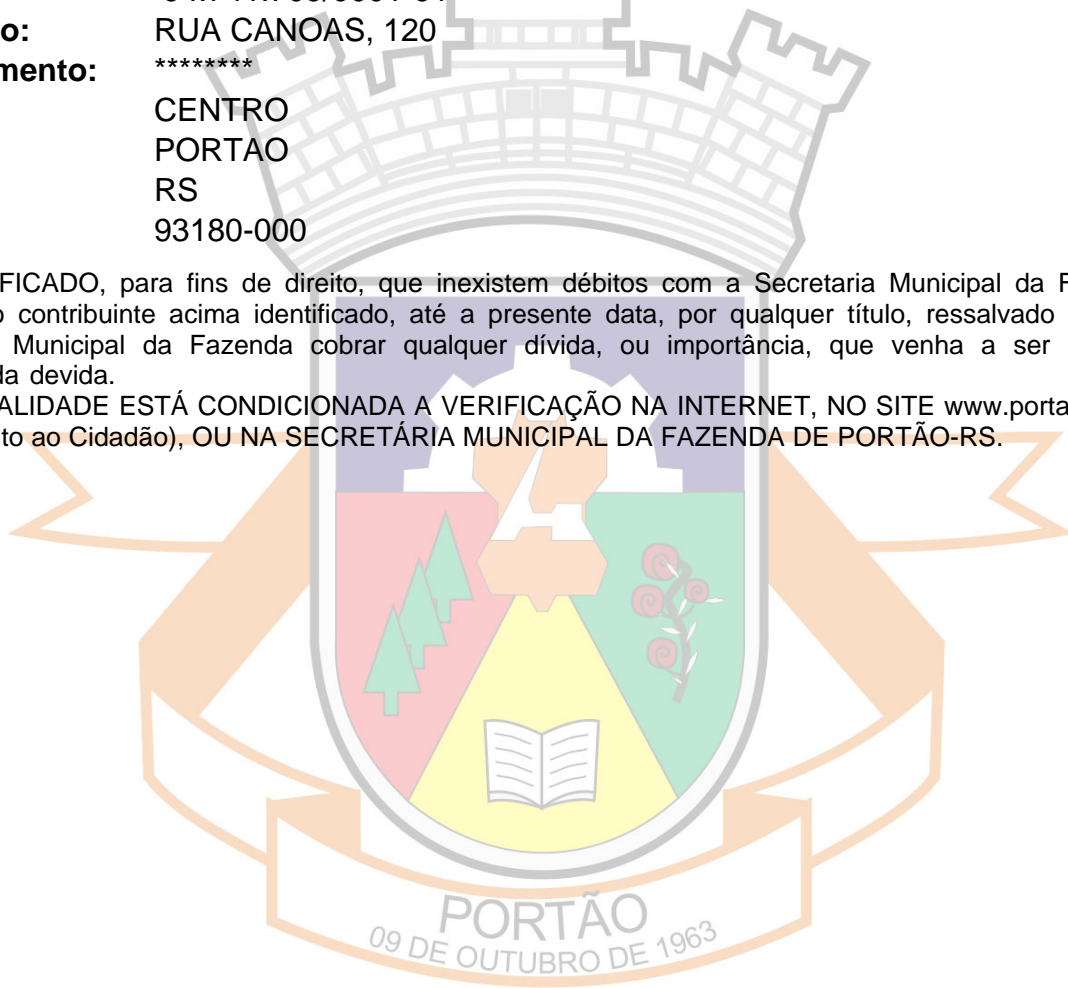 o: RUA CANOAS, 120
mento: ********
CENTRO
PORTAO
RS
93180-000
FICADO, para fins de direito, que inexistem débitos com a Secretaria Municipal da F
o contribuinte acima identificado, até a presente data, por qualquer título, ressalvado
Municipal da Fazenda cobrar qualquer dívida, ou importância, que venha a ser
da devida.
ALIDADE ESTÁ CONDICIONADA A VERIFICAÇÃO NA INTERNET, NO SITE www.porta
to ao Cidadão), OU NA SECRETÁRIA MUNICIPAL DA FAZENDA DE PORTÃO-RS.
PORTÃO
09 DE OUTUBRO DE 1963